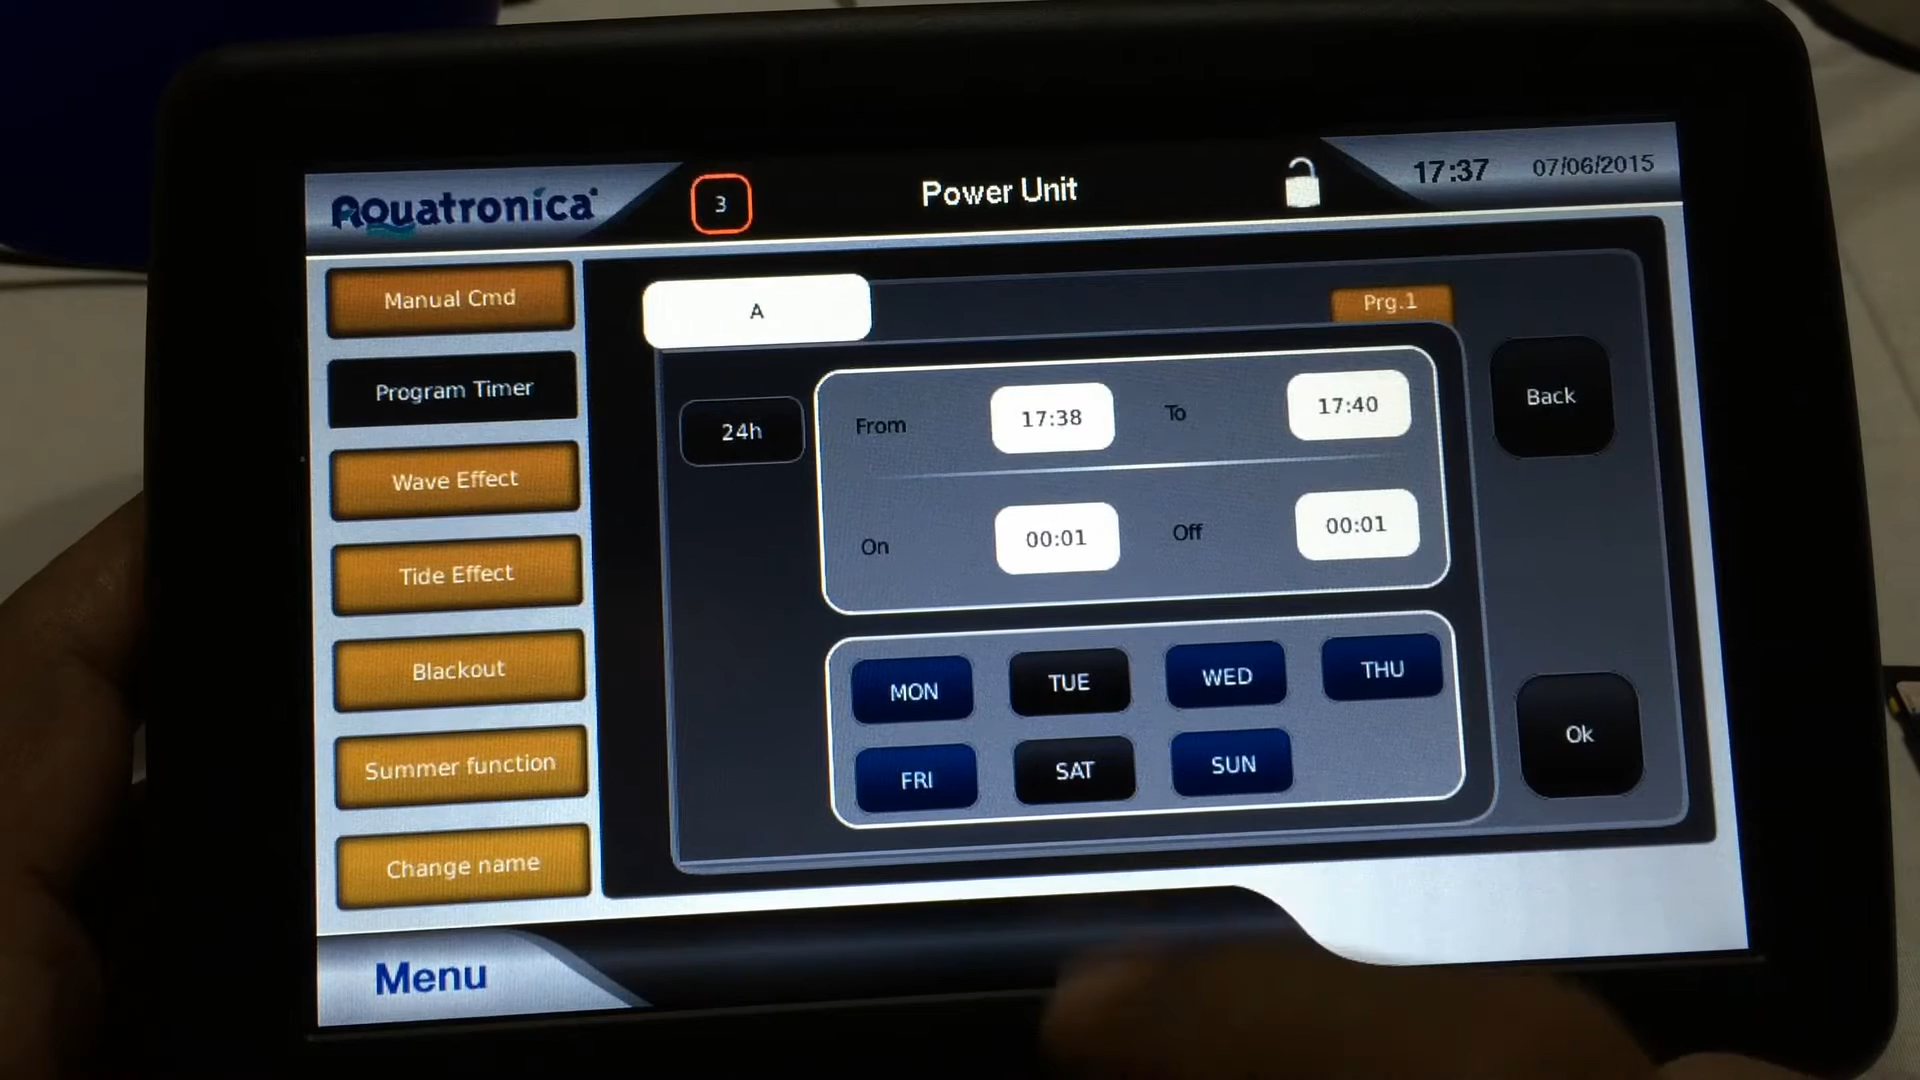 Aquatronica
3
Power Unit
17:37
07/06/2015
Manual Cmd
Program Timer
Wave Effect
Tide Effect
Blackout
Summer function
Change name
A
Prg.1
24h
From 17:38 To 17:40
On 00:01 Off 00:01
MON TUE WED THU
FRI SAT SUN
Back
Ok
Menu